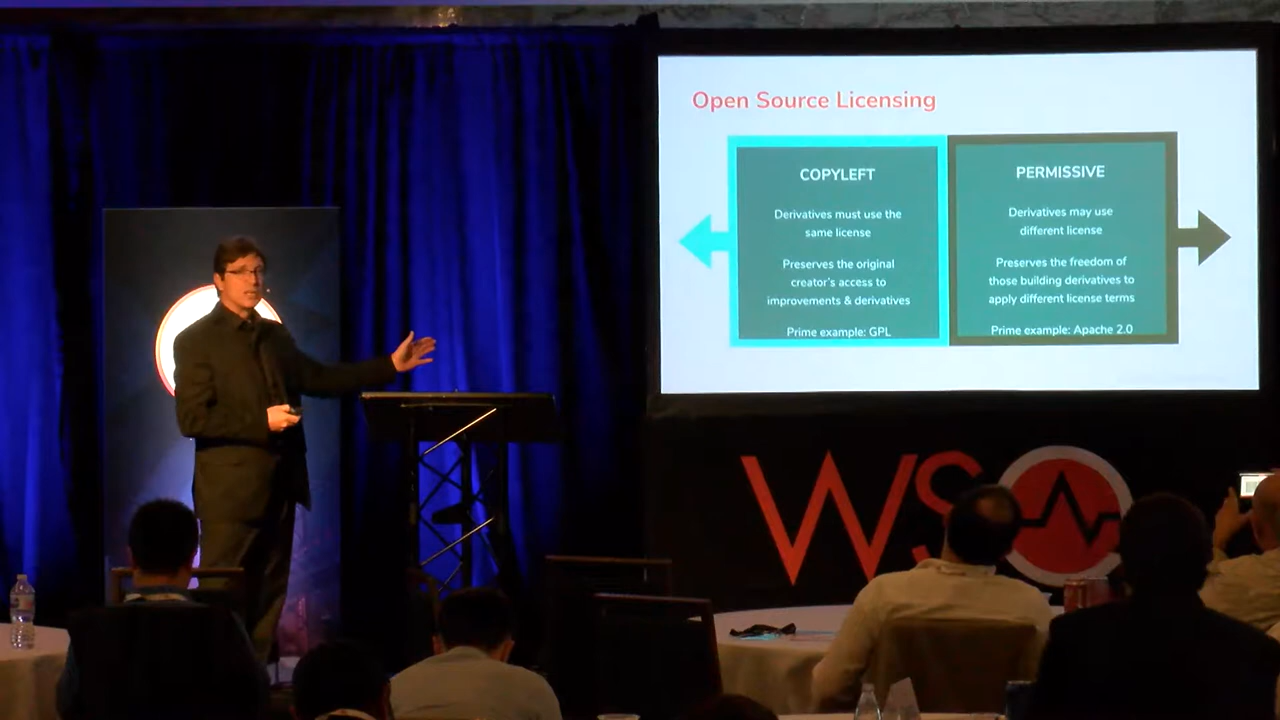 Open Source Licensing
COPYLEFT
Derivatives must use the
same license
Preserves the original
creator's access to
improvements & derivatives
Prime example: GPL
PERMISSIVE
Derivatives may use
different license
Preserves the freedom of
those building derivatives to
apply different license terms
Prime example: Apache 2.0
WSO